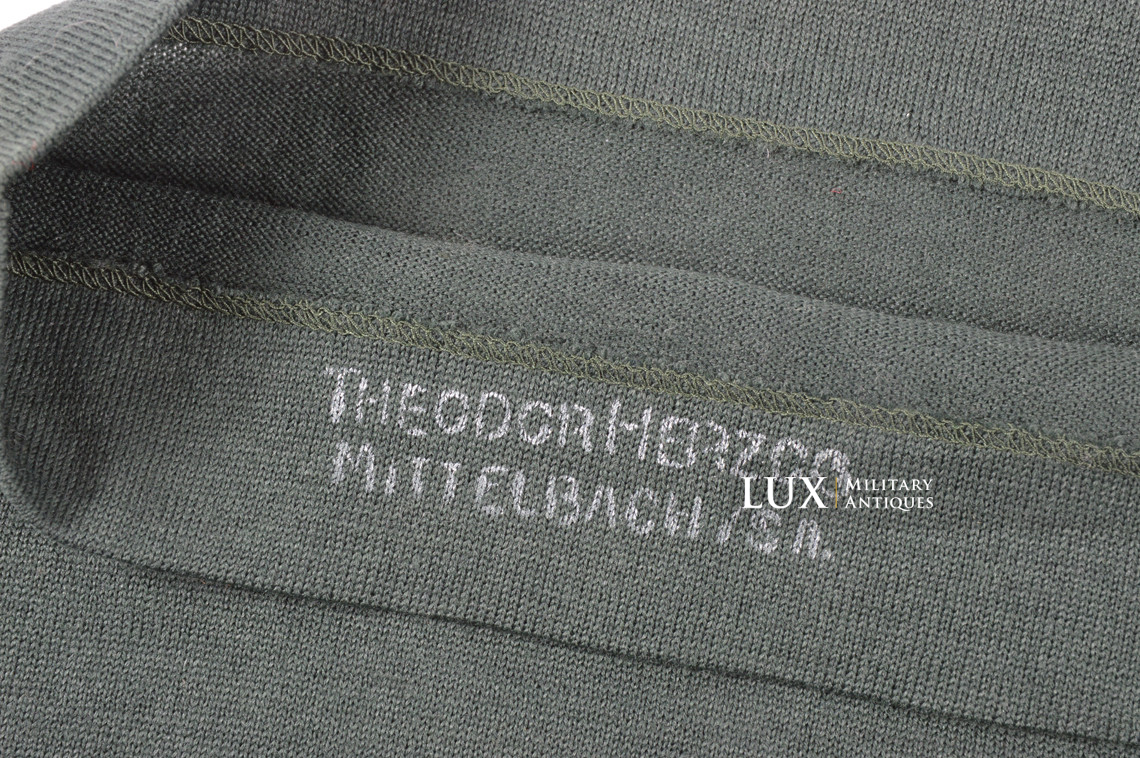 THEODOR HERZOG
MITTELBACH / SA.
LUX MILITARY ANTIQUES